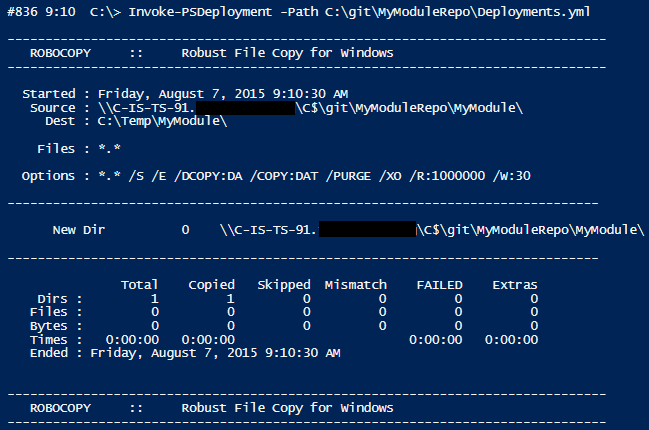 #836 9:10  C:\> Invoke-PSDeployment -Path C:\git\MyModuleRepo\Deployments.yml
-------------------------------------------------------------------------------
   ROBOCOPY     ::     Robust File Copy for Windows
-------------------------------------------------------------------------------
  Started : Friday, August 7, 2015 9:10:30 AM
   Source : \\C-IS-TS-91. \C$\git\MyModuleRepo\MyModule\
     Dest : C:\Temp\MyModule\
    Files : *.*
  Options : *.* /S /E /DCOPY:DA /COPY:DAT /PURGE /XO /R:1000000 /W:30
------------------------------------------------------------------------------
      New Dir          0    \\C-IS-TS-91. \C$\git\MyModuleRepo\MyModule\
------------------------------------------------------------------------------
               Total    Copied   Skipped  Mismatch    FAILED    Extras
    Dirs :         1         1         0         0         0         0
   Files :         0         0         0         0         0         0
   Bytes :         0         0         0         0         0         0
   Times :   0:00:00   0:00:00                       0:00:00   0:00:00
   Ended : Friday, August 7, 2015 9:10:30 AM
-------------------------------------------------------------------------------
   ROBOCOPY     ::     Robust File Copy for Windows
-------------------------------------------------------------------------------